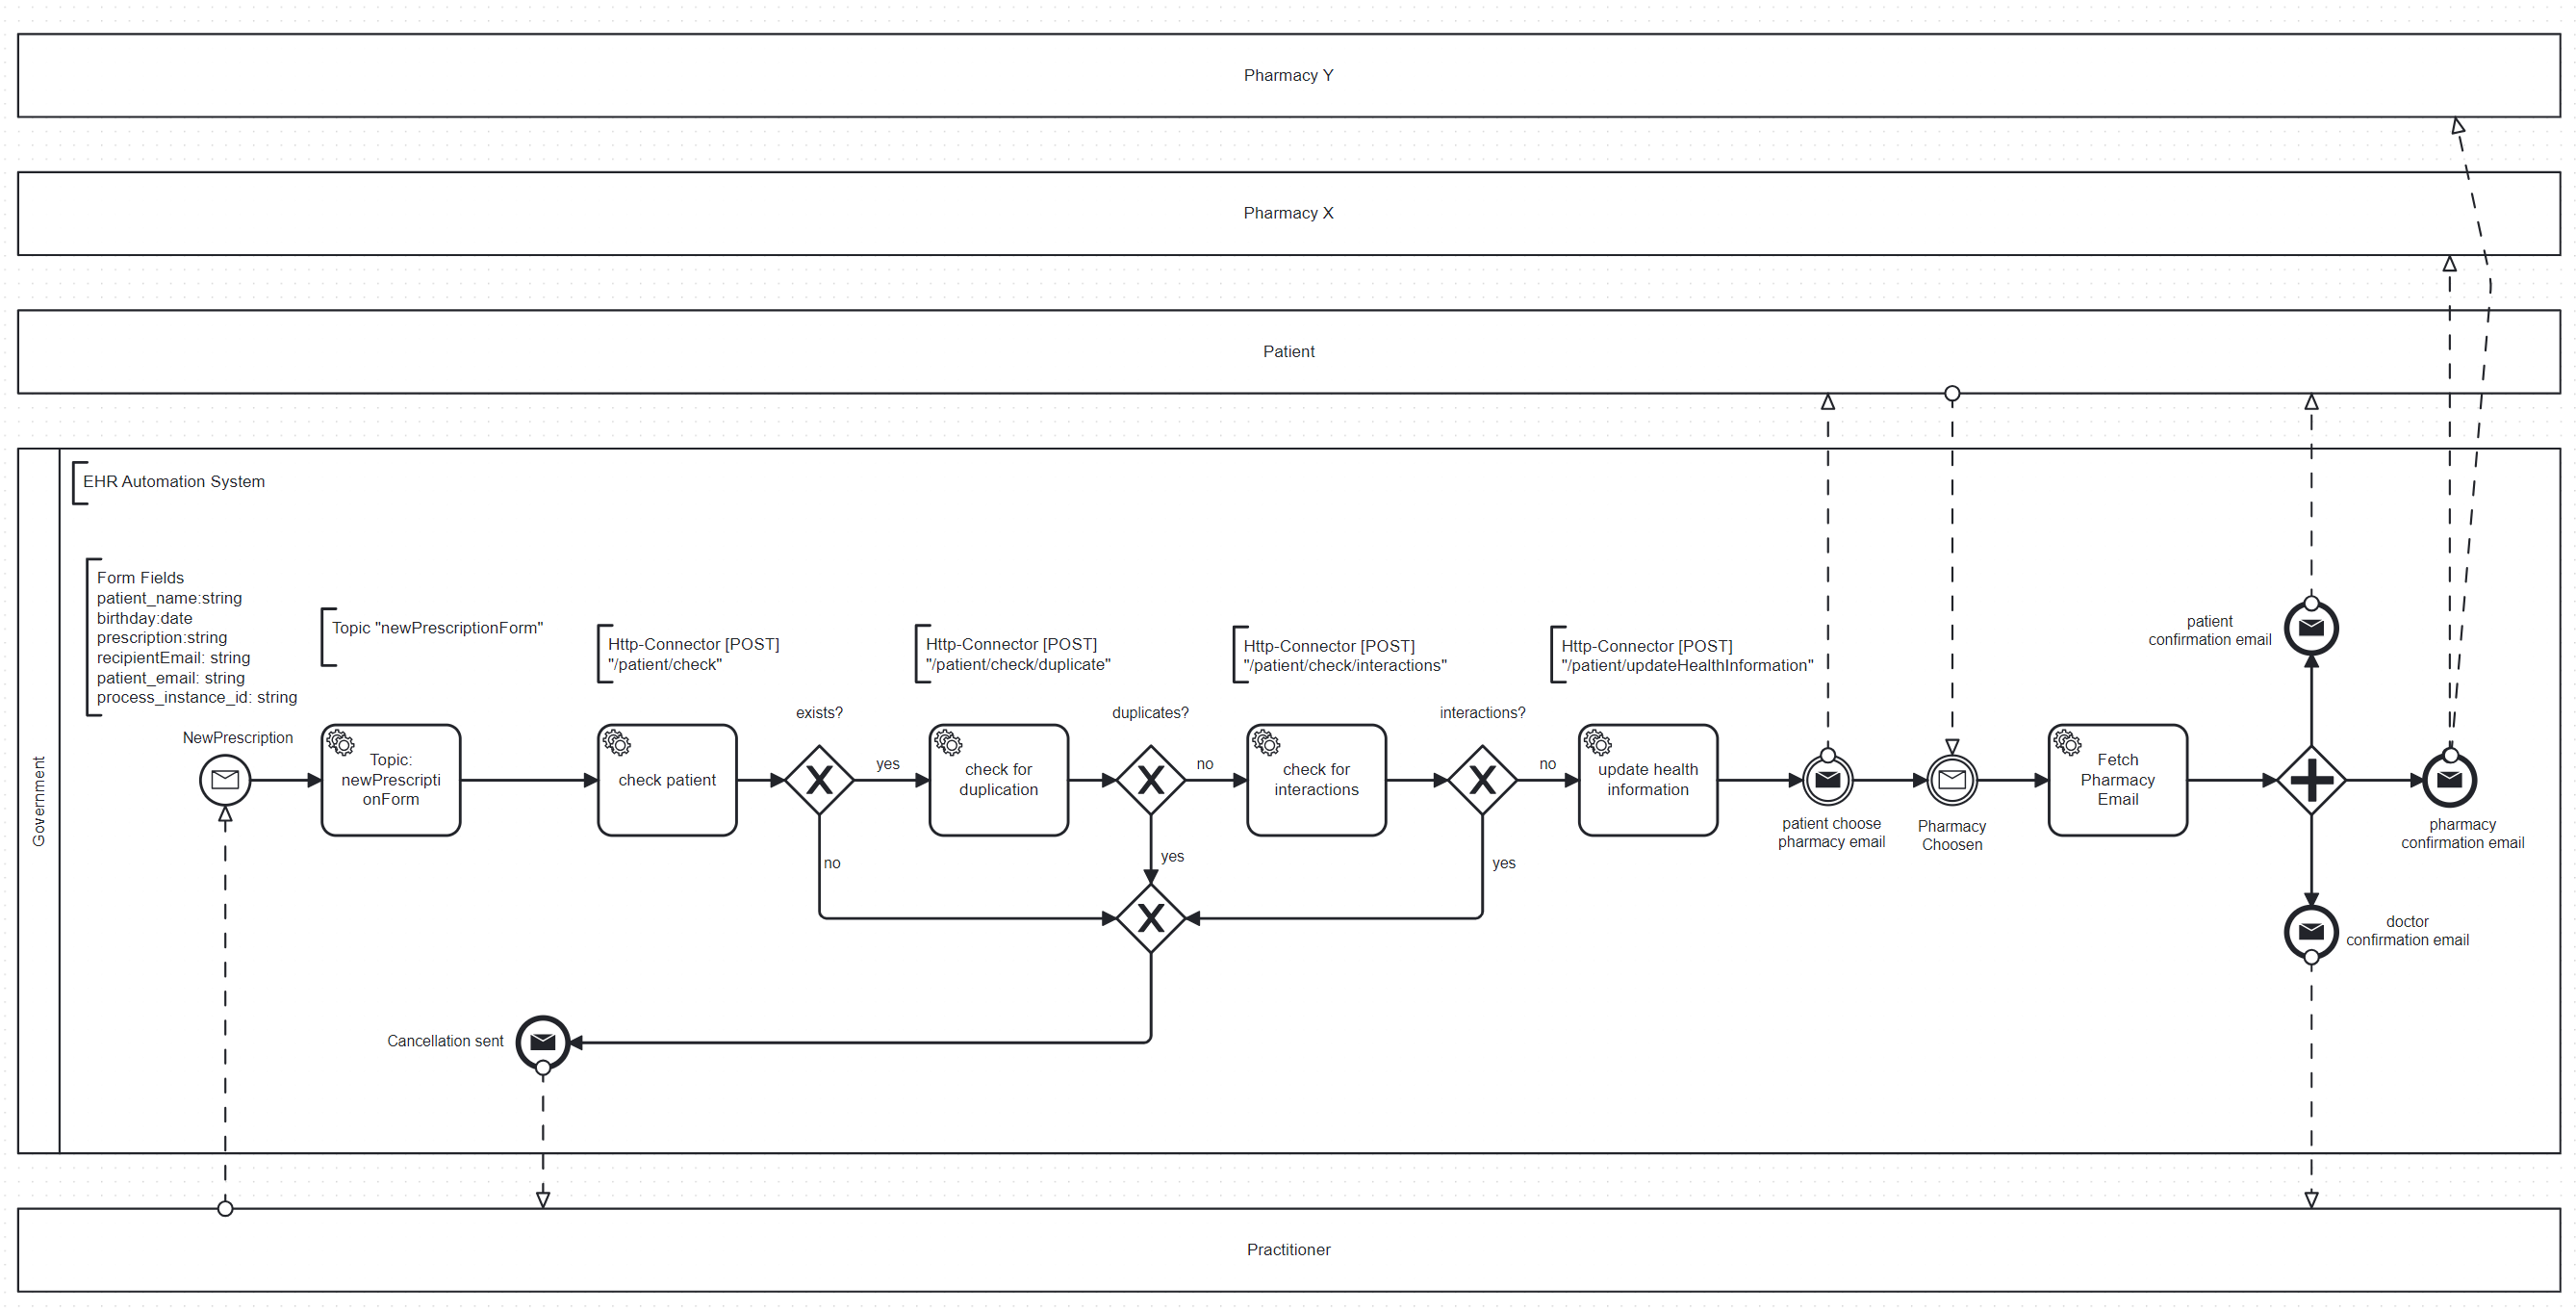 Pharmacy Y
Pharmacy X
Patient
Government
EHR Automation System
Form Fields
patient_name:string
birthday:date
prescription:string
recipientEmail: string
patient_email: string
process_instance_id: string
Topic "newPrescriptionForm"
Http-Connector [POST]
"/patient/check"
Http-Connector [POST]
"/patient/check/duplicate"
Http-Connector [POST]
"/patient/check/interactions"
Http-Connector [POST]
"/patient/updateHealthInformation"
NewPrescription
Topic:
newPrescripti
onForm
check patient
exists?
yes
no
check for
duplication
duplicates?
no
yes
check for
interactions
interactions?
no
yes
update health
information
patient choose
pharmacy email
Pharmacy
Choosen
Fetch
Pharmacy
Email
patient
confirmation email
pharmacy
confirmation email
doctor
confirmation email
Cancellation sent
Practitioner